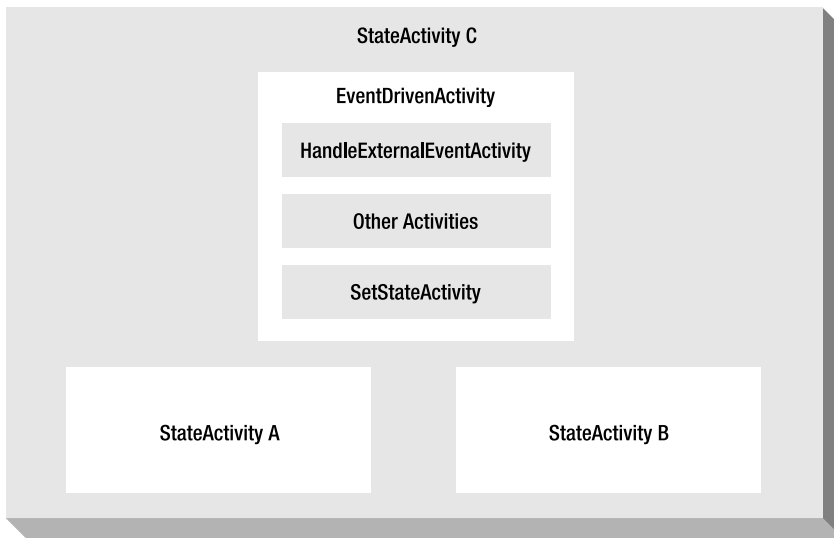 StateActivity C
EventDrivenActivity
HandleExternalEventActivity
Other Activities
SetStateActivity
StateActivity A
StateActivity B